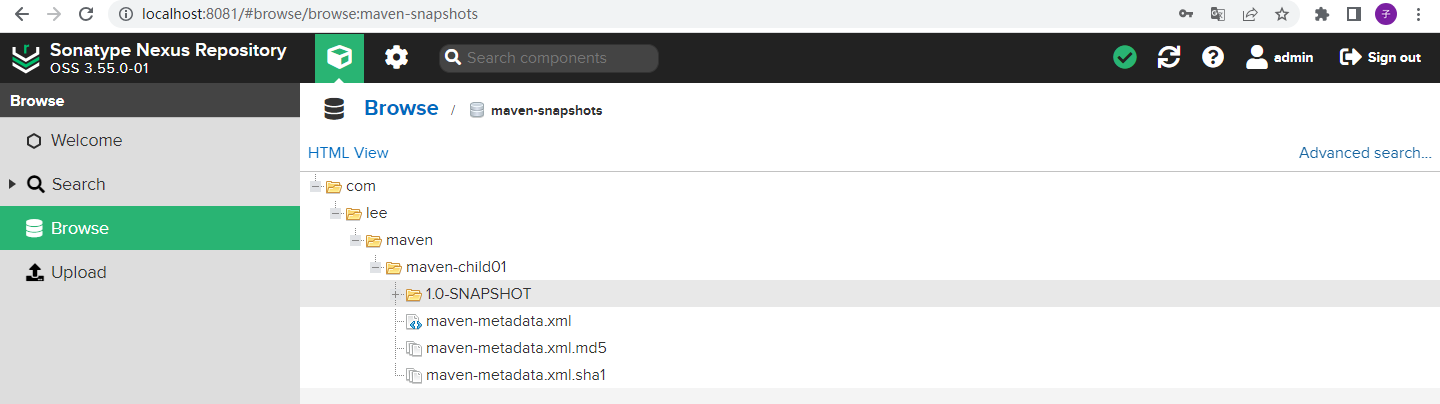 localhost:8081/#browse/browse:maven-snapshots
子
Sonatype Nexus Repository
OSS 3.55.0-01
Search components
admin
Sign out
Browse
Welcome
Search
Browse
Upload
Browse / maven-snapshots
HTML View
Advanced search...
com
lee
maven
maven-child01
1.0-SNAPSHOT
maven-metadata.xml
maven-metadata.xml.md5
maven-metadata.xml.sha1